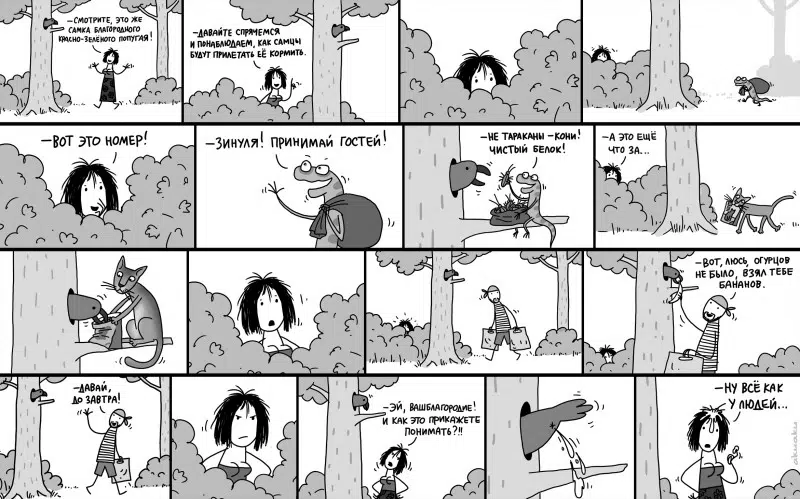 —СМОТРИТЕ, ЭТО ЖЕ
САМКА БЛАГОРОДНОГО
КРАСНО-ЗЕЛЁНОГО ПОПУГАЯ!
—ДАВАЙТЕ СПРЯЧЕМСЯ
И ПОНАБЛЮДАЕМ, КАК САМЦЫ
БУДУТ ПРИЛЕТАТЬ ЕЁ КОРМИТЬ.
—ВОТ ЭТО НОМЕР!
—ЗИНУЛЯ! ПРИНИМАЙ ГОСТЕЙ!
—НЕ ТАРАКАНЫ —КОНИ!
ЧИСТЫЙ БЕЛОК!
—А ЭТО ЕЩЁ
ЧТО ЗА...
—ВОТ, ЛЮСЬ, ОГУРЦОВ
НЕ БЫЛО, ВЗЯЛ ТЕБЕ
БАНАНОВ.
—ДАВАЙ,
ДО ЗАВТРА!
—ЭЙ, ВАШБЛАГОРОДИЕ!
И КАК ЭТО ПРИКАЖЕТЕ
ПОНИМАТЬ?!!
—НУ ВСЁ КАК
У ЛЮДЕЙ...